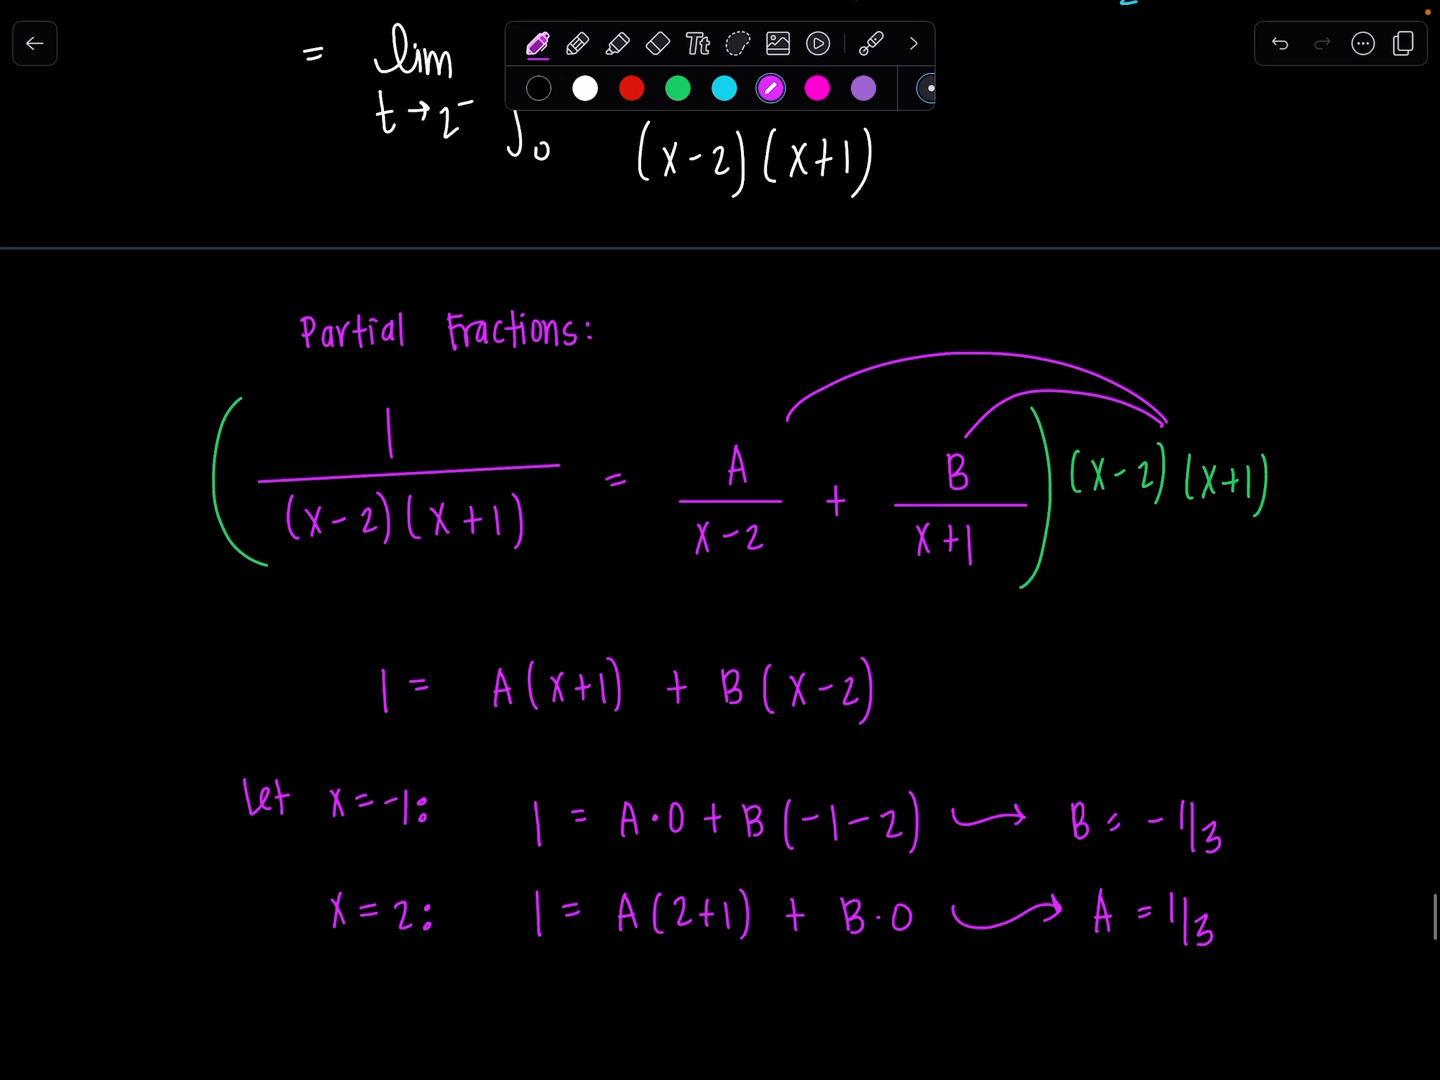 = lim
t→2⁻ ∫₀ (x-2)(x+1)
Partial Fractions:
( 1/((x-2)(x+1)) = A/(x-2) + B/(x+1) ) (x-2)(x+1)
1 = A(x+1) + B(x-2)
Let x=-1: 1 = A·0 + B(-1-2) → B = -1/3
x=2: 1 = A(2+1) + B·0 → A = 1/3